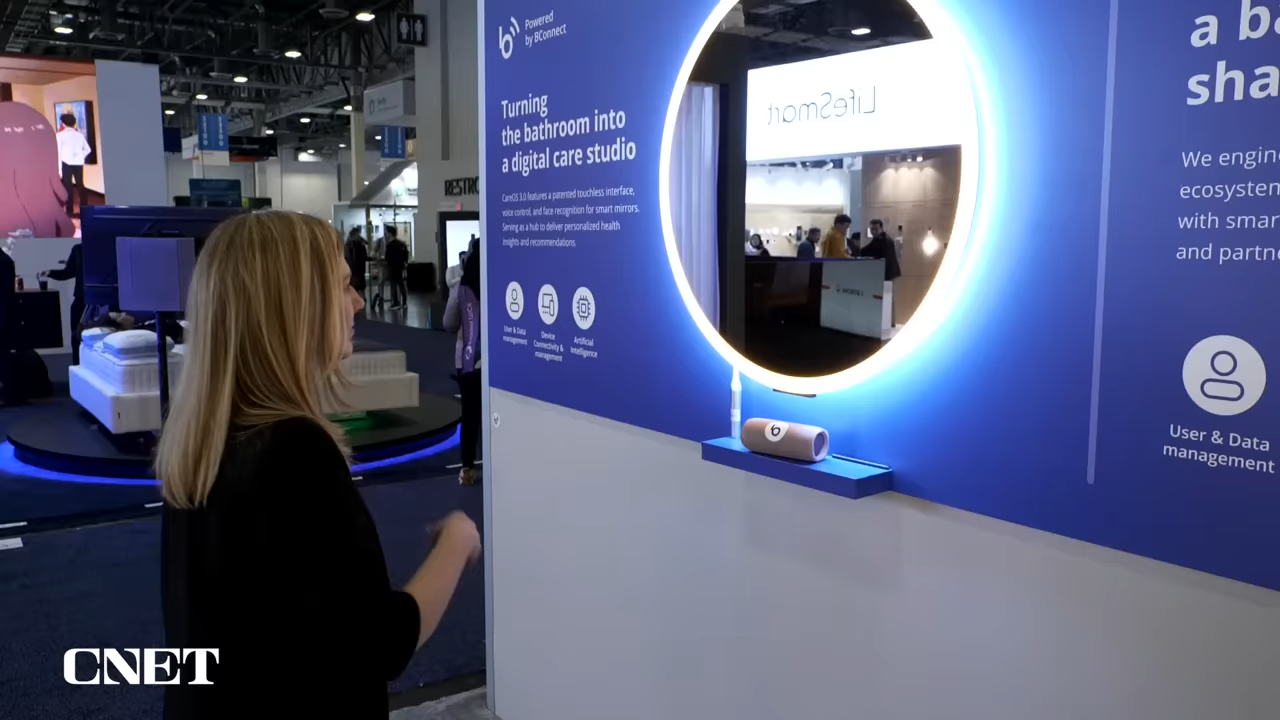 Powered
by BConnect
Turning
the bathroom into
a digital care studio
CareOS 3.0 features a patented touchless interface,
voice control, and face recognition for smart mirrors.
Serving as a hub to deliver personalized health
insights and recommendations.
User & Data
management
Device
Connectivity &
management
Artificial
Intelligence
LifeSmart
a b
sha
We engin
ecosystem
with smar
and partn
User & Data
management
RESTRO
b
CNET